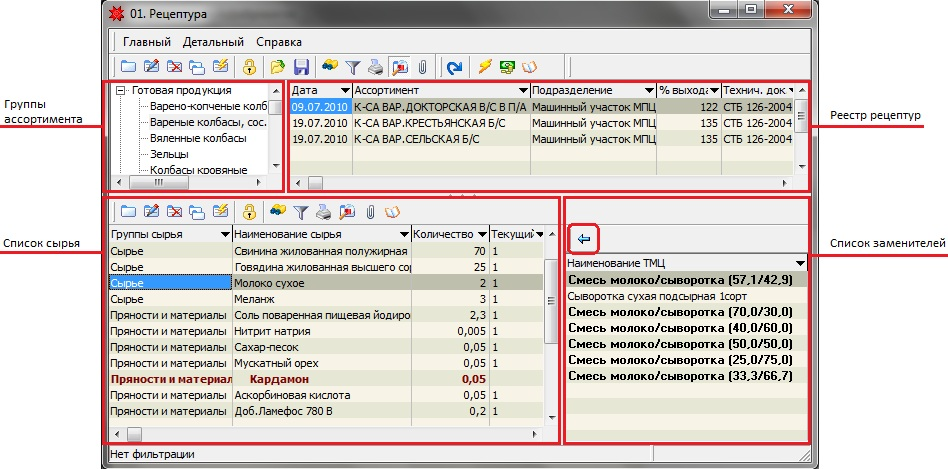 01. Рецептура
Главный Детальный Справка
Группы ассортимента
Готовая продукция
Варено-копченые колб
Вареные колбасы, сос.
Вяленные колбасы
Зельцы
Колбасы кровяные
Дата Ассортимент Подразделение % выхода Технич. док
09.07.2010 К-СА ВАР.ДОКТОРСКАЯ В/С В П/А Машинный участок МПЦ 122 СТБ 126-2004
19.07.2010 К-СА ВАР.КРЕСТЬЯНСКАЯ Б/С Машинный участок МПЦ 135 СТБ 126-2004
19.07.2010 К-СА ВАР.СЕЛЬСКАЯ Б/С Машинный участок МПЦ 135 СТБ 126-2004
Реестр рецептур
Список сырья
Группы сырья Наименование сырья Количество Текущий
Сырье Свинина жилованная полужирная 70 1
Сырье Говядина жилованная высшего сор 25 1
Сырье Молоко сухое 2 1
Сырье Меланж 3 1
Пряности и материалы Соль поваренная пищевая йодиро 2,3 1
Пряности и материалы Нитрит натрия 0,005 1
Пряности и материалы Сахар-песок 0,05 1
Пряности и материалы Мускатный орех 0,05 1
Пряности и материал Кардамон 0,05
Пряности и материалы Аскорбиновая кислота 0,05 1
Пряности и материалы Доб.Ламефос 780 В 0,2 1
Список заменителей
Наименование ТМЦ
Смесь молоко/сыворотка (57,1/42,9)
Сыворотка сухая подсырная 1сорт
Смесь молоко/сыворотка (70,0/30,0)
Смесь молоко/сыворотка (40,0/60,0)
Смесь молоко/сыворотка (50,0/50,0)
Смесь молоко/сыворотка (25,0/75,0)
Смесь молоко/сыворотка (33,3/66,7)
Нет фильтрации